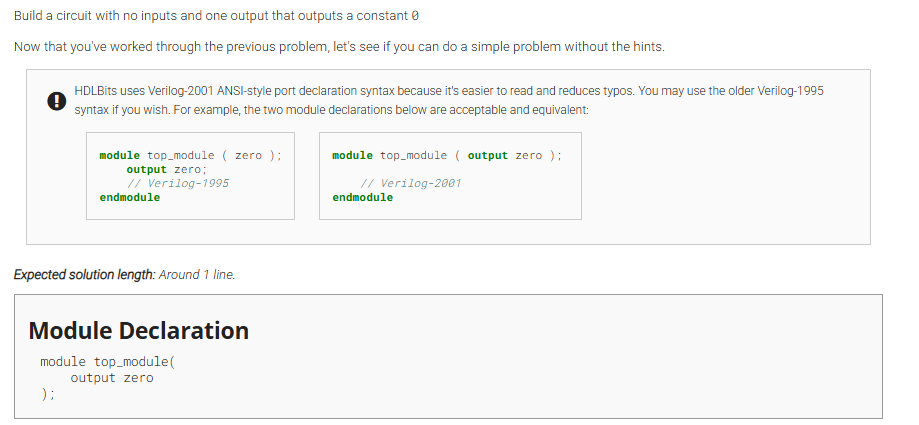 Build a circuit with no inputs and one output that outputs a constant 0
Now that you've worked through the previous problem, let's see if you can do a simple problem without the hints.
HDLBits uses Verilog-2001 ANSI-style port declaration syntax because it's easier to read and reduces typos. You may use the older Verilog-1995
syntax if you wish. For example, the two module declarations below are acceptable and equivalent:
module top_module ( zero );
output zero;
// Verilog-1995
endmodule
module top_module ( output zero );
// Verilog-2001
endmodule
Expected solution length: Around 1 line.
Module Declaration
module top_module(
output zero
);